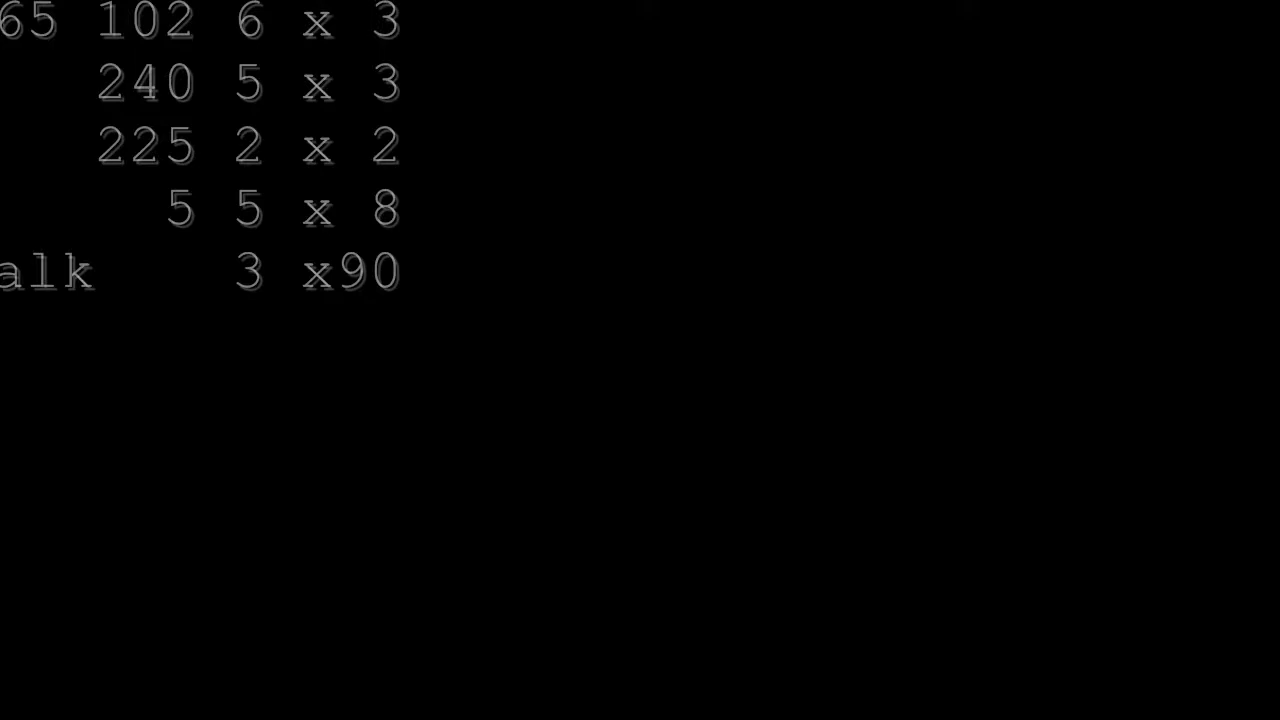 65 102 6 x 3
240 5 x 3
225 2 x 2
5 5 x 8
alk 3 x90